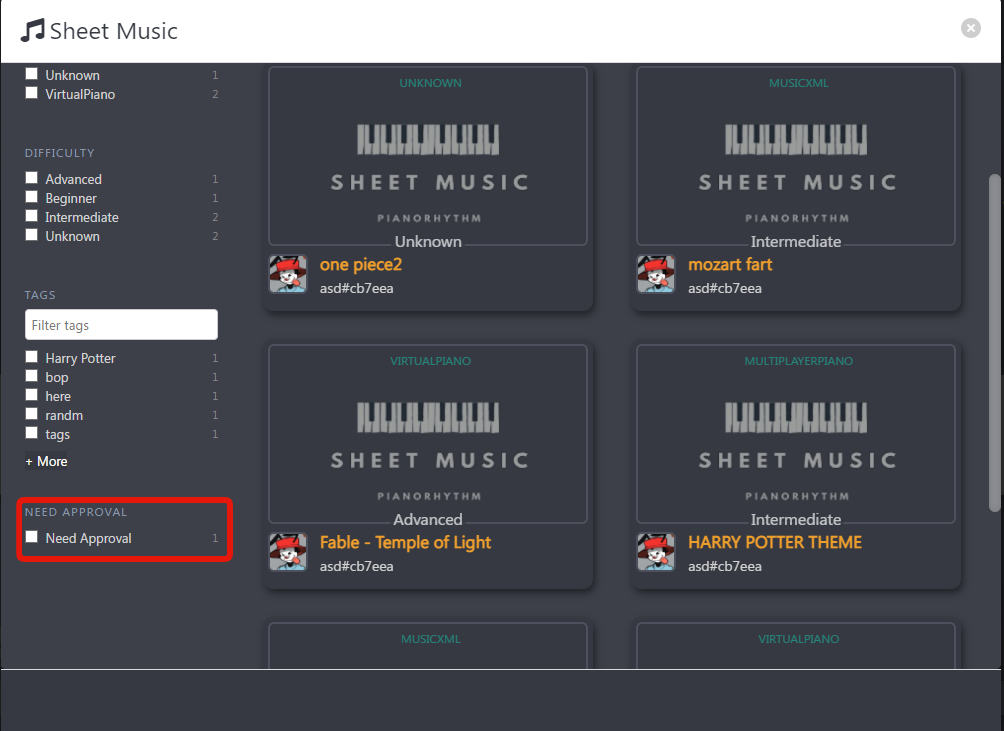 Sheet Music
Unknown 1
VirtualPiano 2
DIFFICULTY
Advanced 1
Beginner 1
Intermediate 2
Unknown 2
TAGS
Filter tags
Harry Potter 1
bop 1
here 1
randm 1
tags 1
+ More
NEED APPROVAL
Need Approval 1
UNKNOWN
SHEET MUSIC
PIANORHYTHM
Unknown
one piece2
asd#cb7eea
MUSICXML
SHEET MUSIC
PIANORHYTHM
Intermediate
mozart fart
asd#cb7eea
VIRTUALPIANO
SHEET MUSIC
PIANORHYTHM
Advanced
Fable - Temple of Light
asd#cb7eea
MULTIPLAYERPIANO
SHEET MUSIC
PIANORHYTHM
Intermediate
HARRY POTTER THEME
asd#cb7eea
MUSICXML
VIRTUALPIANO